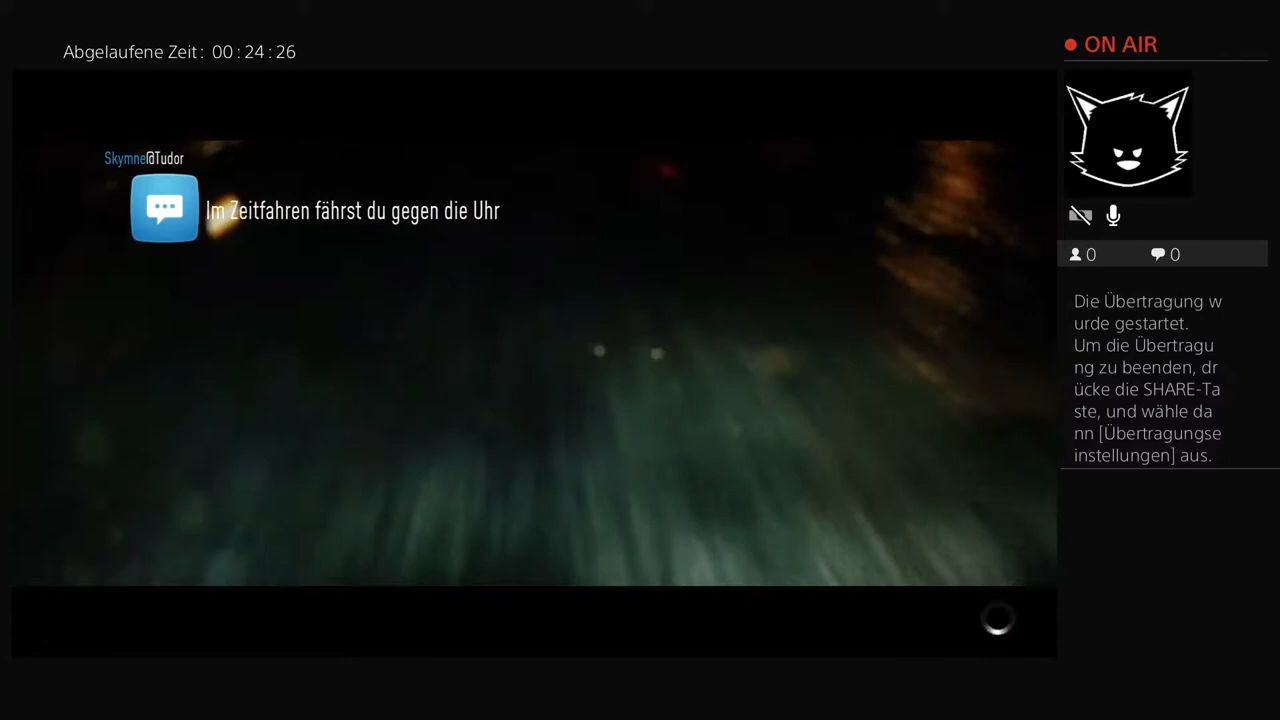 Abgelaufene Zeit: 00:24:26
ON AIR
Skymne@Tudor
Im Zeitfahren fährst du gegen die Uhr
0 0
Die Übertragung w
urde gestartet.
Um die Übertragu
ng zu beenden, dr
ücke die SHARE-Ta
ste, und wähle da
nn [Übertragungse
instellungen] aus.